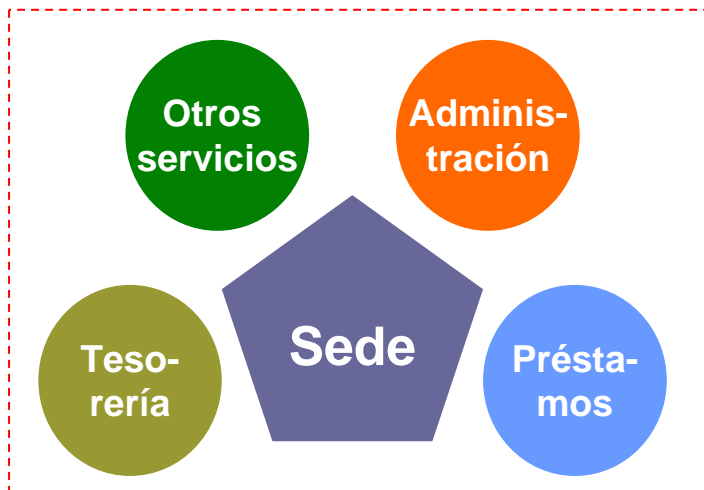 Otros
servicios
Adminis-
tración
Sede
Teso-
rería
Présta-
mos